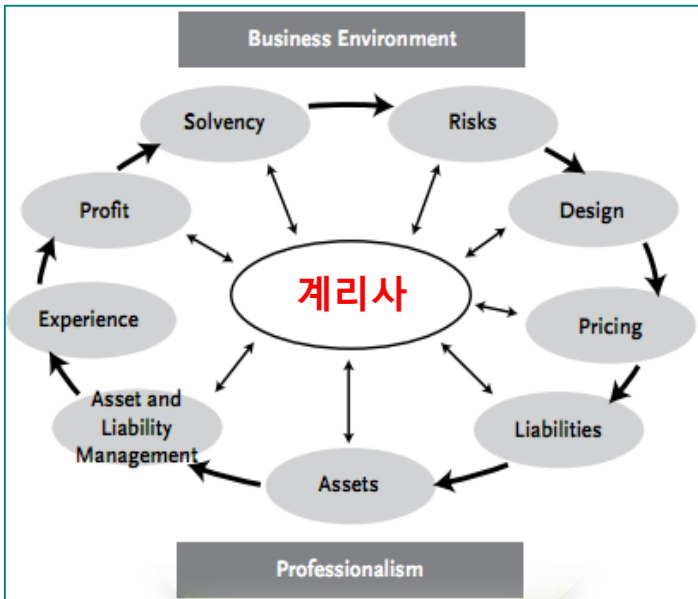 Business Environment
Solvency
Risks
Profit
Design
계리사
Experience
Pricing
Asset and
Liability
Management
Liabilities
Assets
Professionalism